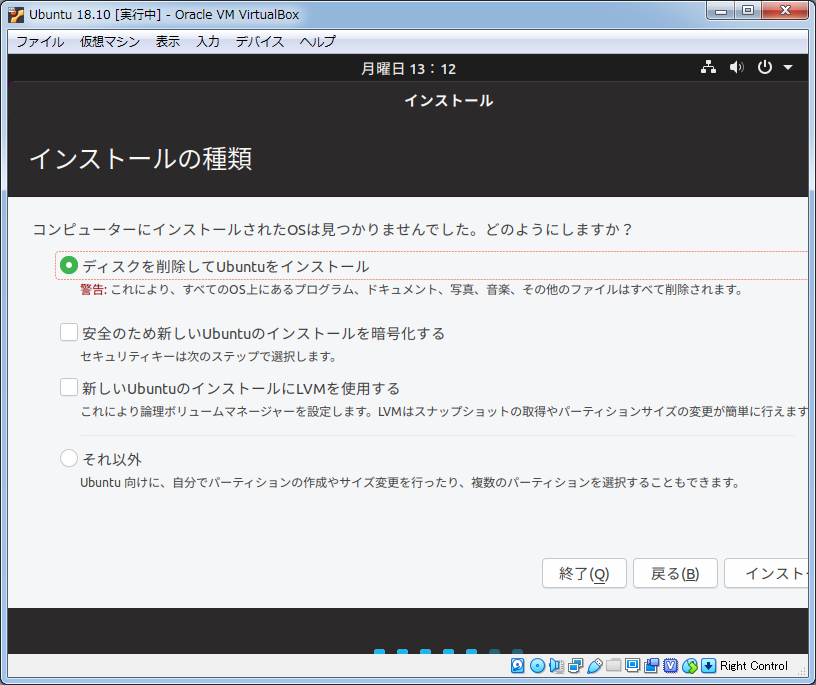 Ubuntu 18.10 [実行中] - Oracle VM VirtualBox
ファイル 仮想マシン 表示 入力 デバイス ヘルプ
月曜日 13：12
インストール
インストールの種類
コンピューターにインストールされたOSは見つかりませんでした。どのようにしますか？
ディスクを削除してUbuntuをインストール
警告: これにより、すべてのOS上にあるプログラム、ドキュメント、写真、音楽、その他のファイルはすべて削除されます。
安全のため新しいUbuntuのインストールを暗号化する
セキュリティキーは次のステップで選択します。
新しいUbuntuのインストールにLVMを使用する
これにより論理ボリュームマネージャーを設定します。LVMはスナップショットの取得やパーティションサイズの変更が簡単に行えます
それ以外
Ubuntu 向けに、自分でパーティションの作成やサイズ変更を行ったり、複数のパーティションを選択することもできます。
終了(Q) 戻る(B) インスト
Right Control